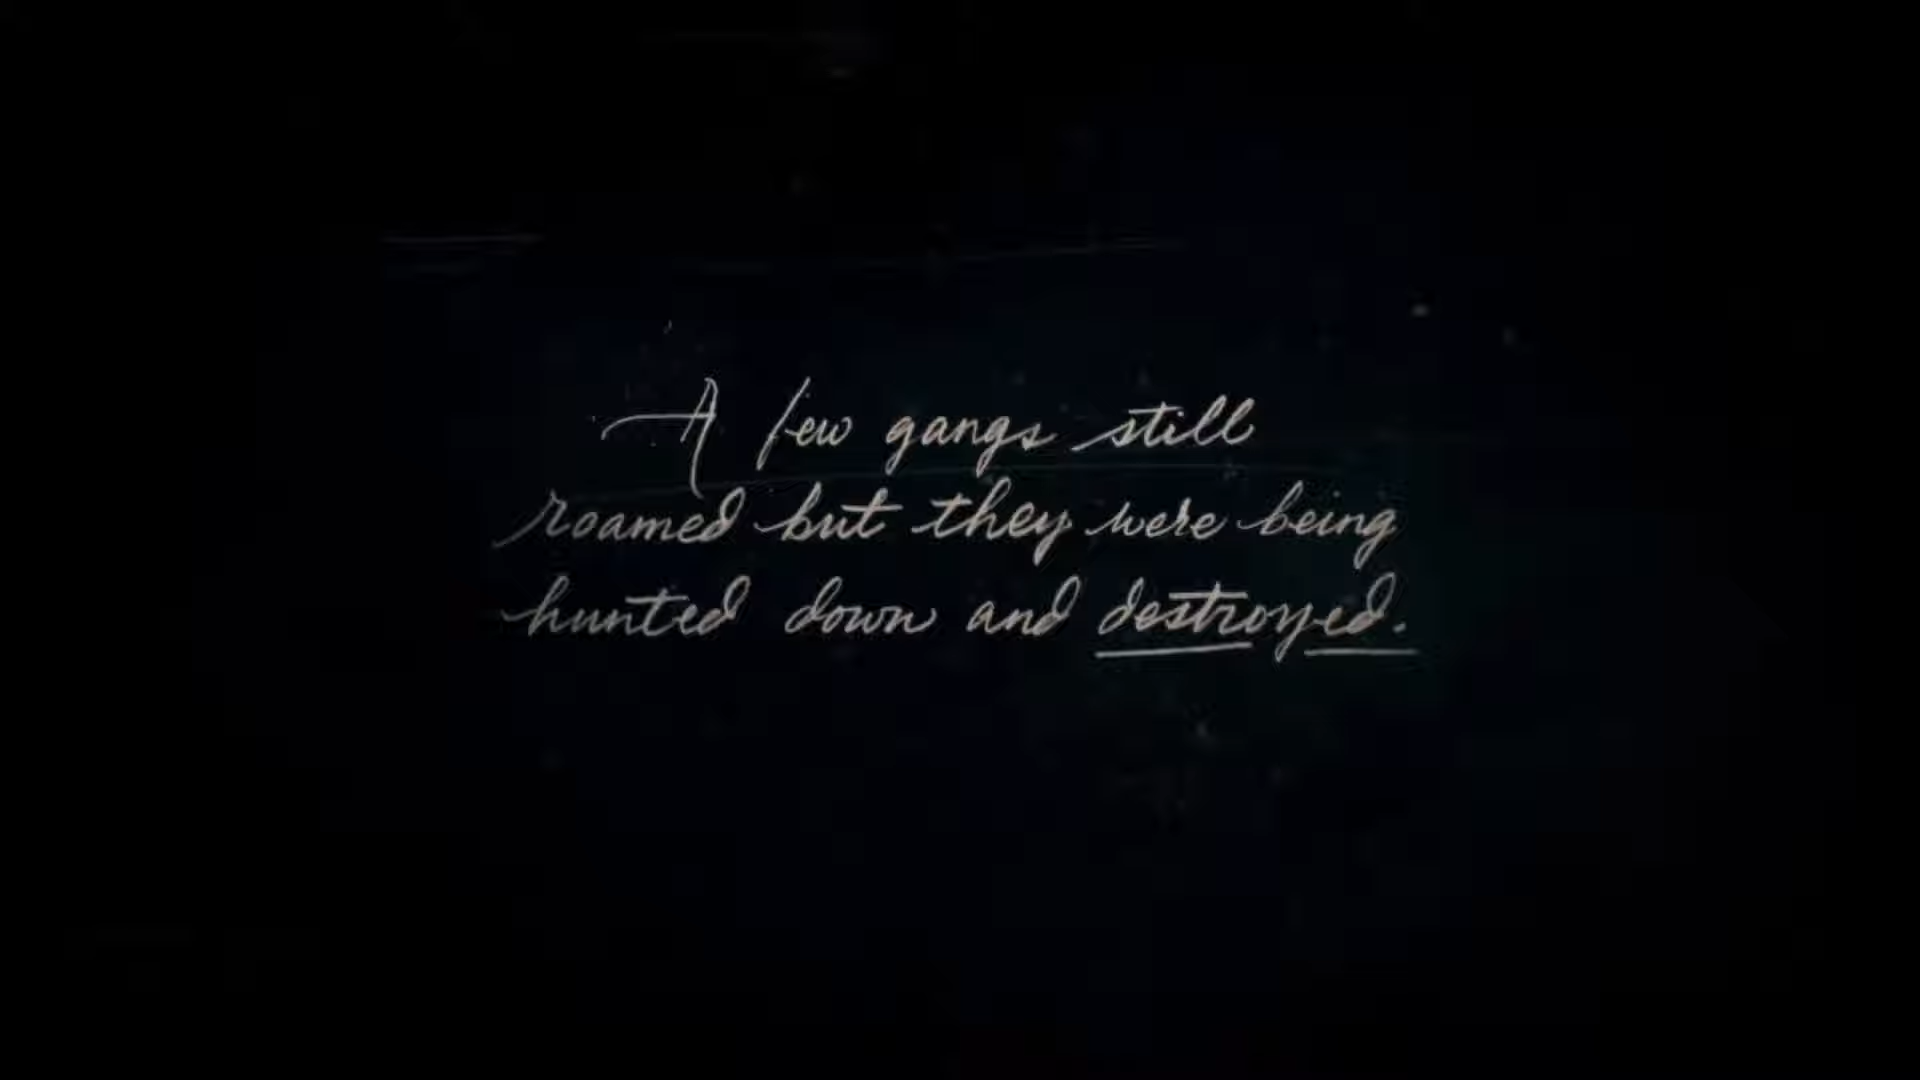 A few gangs still
roamed but they were being
hunted down and destroyed.